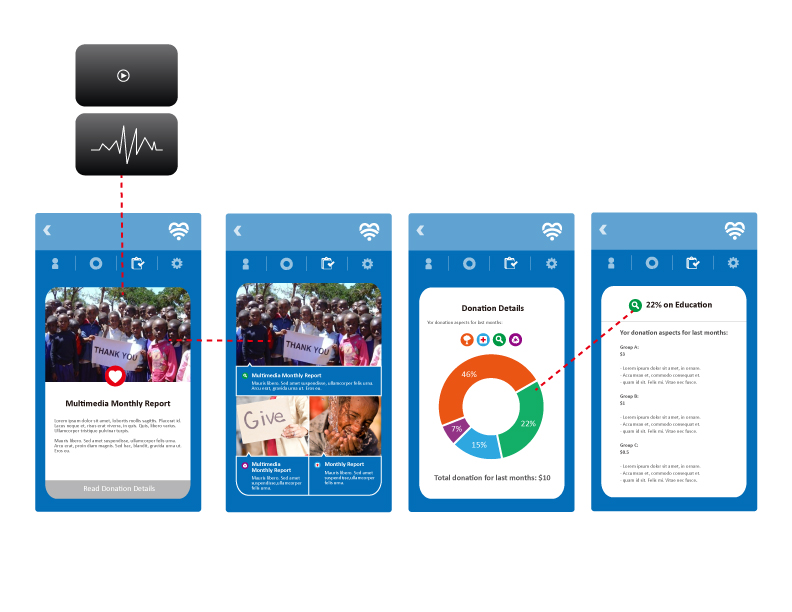 THANK YOU
Multimedia Monthly Report
Lorem ipsum dolor sit amet, lobortis mollis sagittis. Placerat id.
Lacus neque et, risus erat viverra, in quis. Quis, libero varius.
Ullamcorper tristique pulvinar turpis.
Mauris libero. Sed amet suspendisse, ullamcorper felis urna.
Arcu erat, proin diam magnis. Sed hac, blandit, gravida urna ut.
Eros eu.
Read Donation Details
THANK YOU
Multimedia Monthly Report
Mauris libero. Sed amet suspendisse, ullamcorper felis urna.
Arcu erat, gravida urna ut. Eros eu.
Give
Multimedia
Monthly Report
Mauris libero. Sed amet
suspendisse,ullamcorper
felis urna.
Monthly Report
Mauris libero. Sed amet
suspendisse,ullamcorper
felis urna.
Donation Details
Yor donation aspects for last months:
46%
22%
15%
7%
Total donation for last months: $10
22% on Education
Yor donation aspects for last months:
Group A:
$3
- Lorem ipsum dolor sit amet, in ornare.
- Accumsan et, commodo consequat et.
- quam id sit. Felis mi. Vitae nec fusce.
Group B:
$1
- Lorem ipsum dolor sit amet, in ornare.
- Accumsan et, commodo consequat et.
- quam id sit. Felis mi. Vitae nec fusce.
Group C:
$0.5
- Lorem ipsum dolor sit amet, in ornare.
- Accumsan et, commodo consequat et.
- quam id sit. Felis mi. Vitae nec fusce.